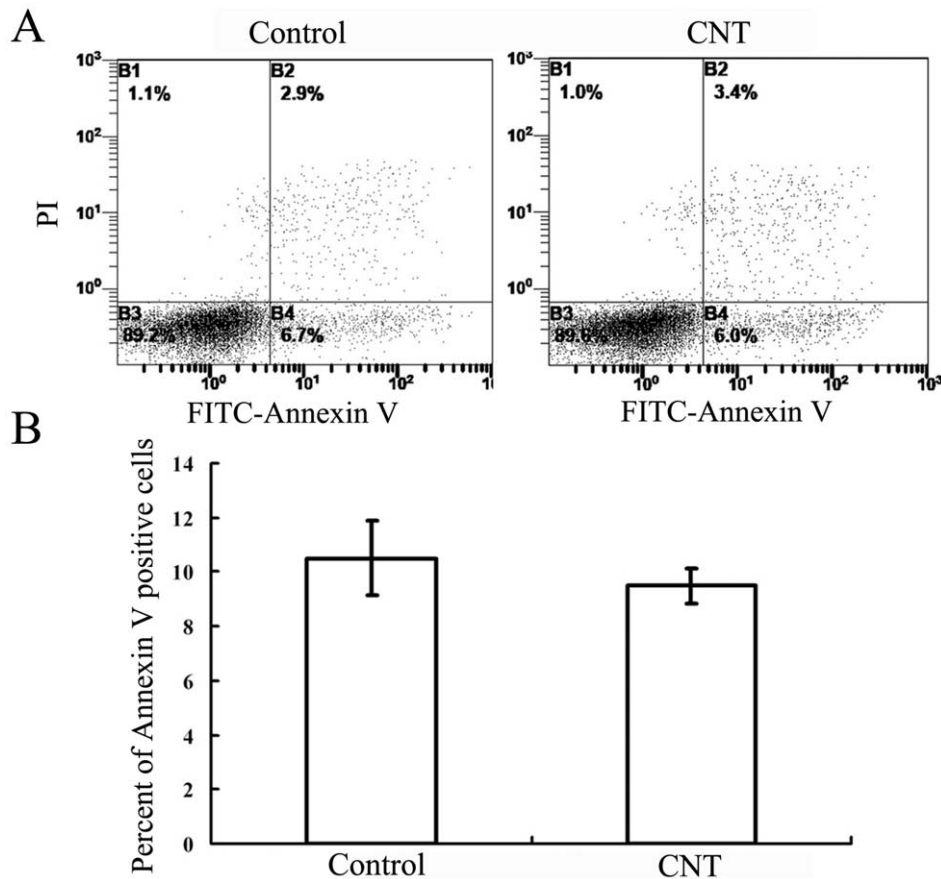 A
Control
CNT
10³
B1
1.1%
B2
2.9%
10²
10¹
10⁰
B3
89.2%
B4
6.7%
PI
10⁰ 10¹ 10²
FITC-Annexin V
10³
B1
1.0%
B2
3.4%
10²
10¹
10⁰
B3
89.6%
B4
6.0%
10⁰ 10¹ 10² 10³
FITC-Annexin V
B
Percent of Annexin V positive cells
14
12
10
8
6
4
2
0
Control
CNT